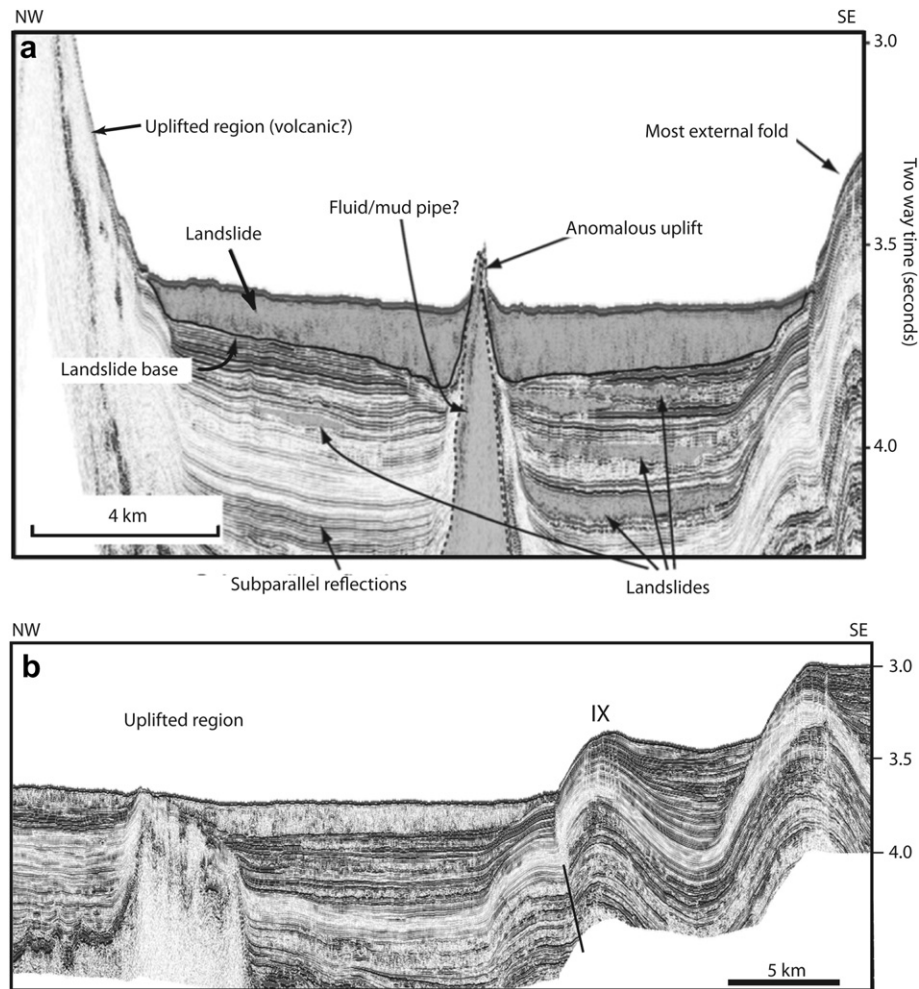 NW
SE
a
3.0
Uplifted region (volcanic?)
Most external fold
Fluid/mud pipe?
Landslide
Anomalous uplift
3.5
Two way time (seconds)
Landslide base
4.0
4 km
Subparallel reflections
Landslides
NW
SE
b
3.0
Uplifted region
IX
3.5
4.0
5 km